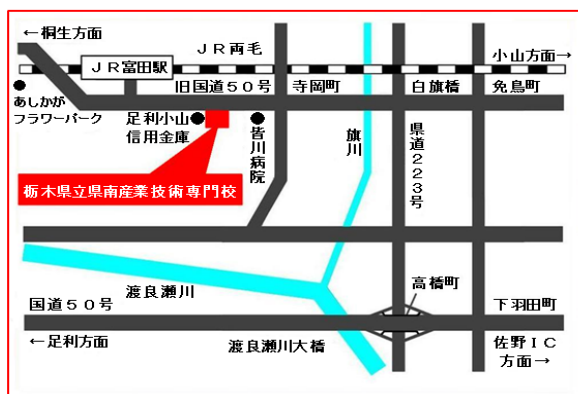 ←桐生方面
JR両毛
小山方面→
JR富田駅
旧国道50号
寺岡町
白旗橋
免鳥町
あしかが
フラワーパーク
足利小山
信用金庫
皆川病院
旗川
県道223号
栃木県立県南産業技術専門校
渡良瀬川
高橋町
国道50号
下羽田町
←足利方面
渡良瀬川大橋
佐野IC
方面→